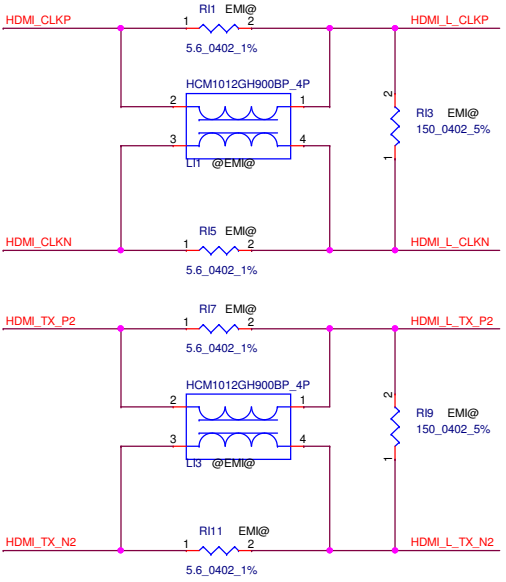 RI1 EMI@
HDMI_CLKP
1 2
HDMI_L_CLKP
5.6_0402_1%
HCM1012GH900BP_4P
2 1
2
RI3 EMI@
150_0402_5%
3 4
1
LI1 @EMI@
RI5 EMI@
HDMI_CLKN
1 2
HDMI_L_CLKN
5.6_0402_1%
RI7 EMI@
HDMI_TX_P2
1 2
HDMI_L_TX_P2
5.6_0402_1%
HCM1012GH900BP_4P
2 1
2
RI9 EMI@
150_0402_5%
3 4
1
LI3 @EMI@
RI11 EMI@
HDMI_TX_N2
1 2
HDMI_L_TX_N2
5.6_0402_1%